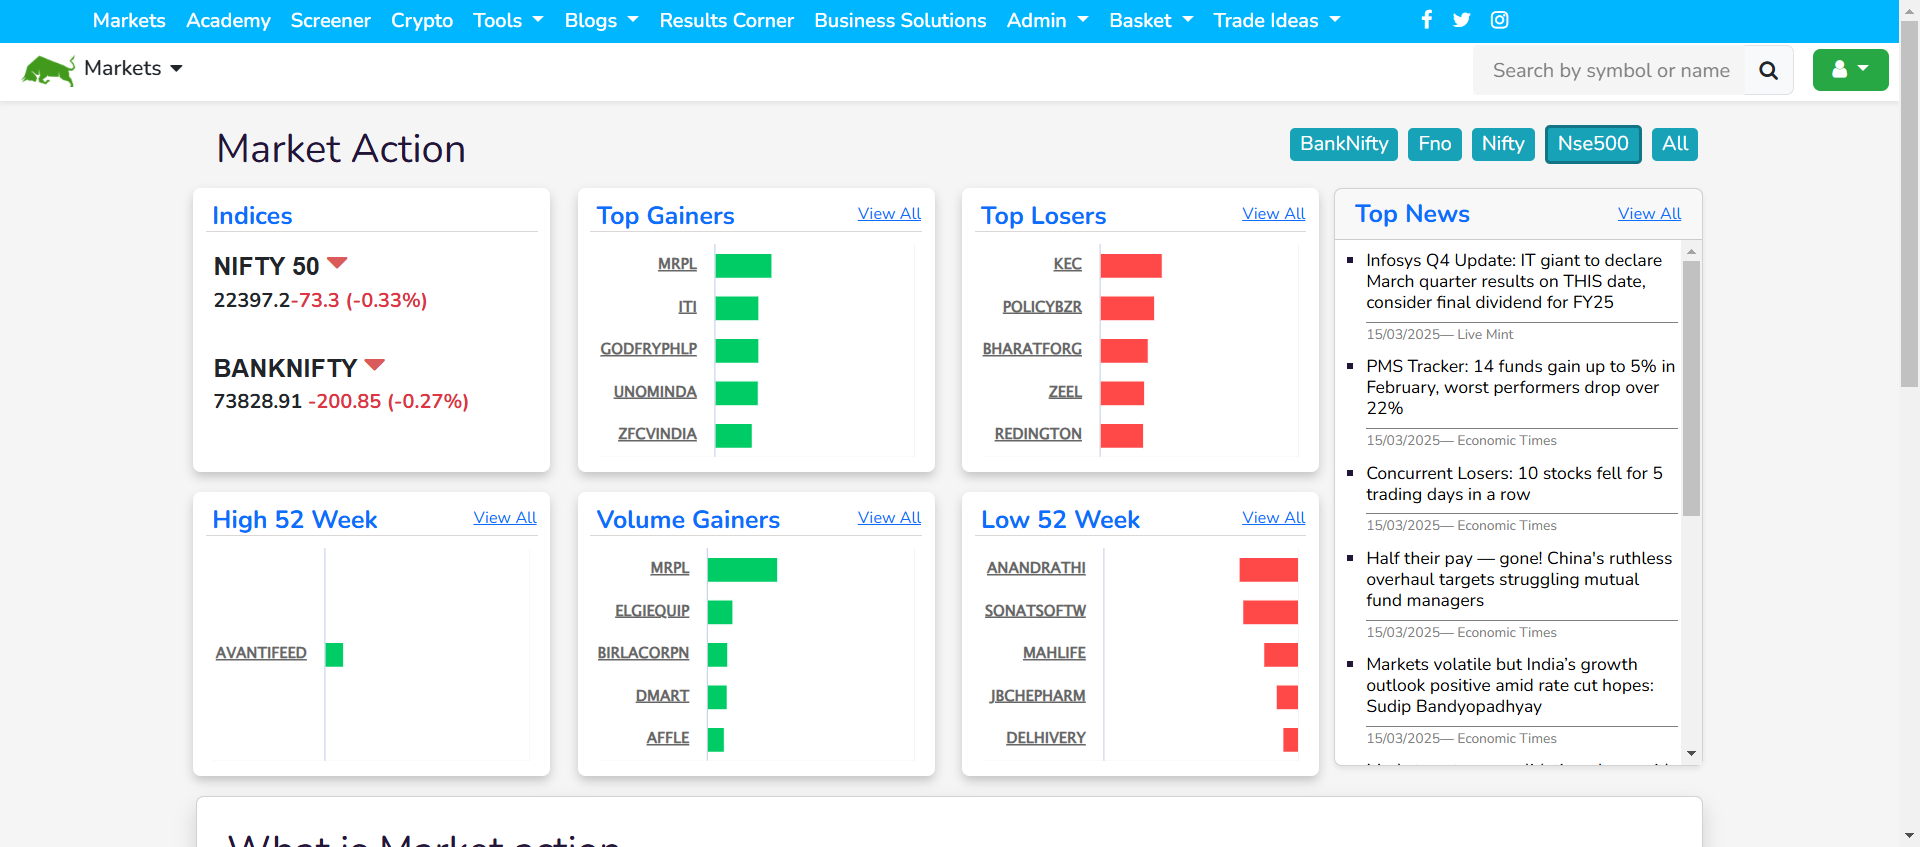 Markets Academy Screener Crypto Tools Blogs Results Corner Business Solutions Admin Basket Trade Ideas
Markets
Search by symbol or name
Market Action
BankNifty Fno Nifty Nse500 All
Indices
NIFTY 50
22397.2-73.3 (-0.33%)
BANKNIFTY
73828.91 -200.85 (-0.27%)
Top Gainers View All
MRPL
ITI
GODFRYPHLP
UNOMINDA
ZFCVINDIA
Top Losers View All
KEC
POLICYBZR
BHARATFORG
ZEEL
REDINGTON
Top News View All
Infosys Q4 Update: IT giant to declare
March quarter results on THIS date,
consider final dividend for FY25
15/03/2025— Live Mint
PMS Tracker: 14 funds gain up to 5% in
February, worst performers drop over
22%
15/03/2025— Economic Times
Concurrent Losers: 10 stocks fell for 5
trading days in a row
15/03/2025— Economic Times
Half their pay — gone! China's ruthless
overhaul targets struggling mutual
fund managers
15/03/2025— Economic Times
Markets volatile but India’s growth
outlook positive amid rate cut hopes:
Sudip Bandyopadhyay
15/03/2025— Economic Times
High 52 Week View All
AVANTIFEED
Volume Gainers View All
MRPL
ELGIEQUIP
BIRLACORPN
DMART
AFFLE
Low 52 Week View All
ANANDRATHI
SONATSOFTW
MAHLIFE
JBCHEPHARM
DELHIVERY
What is Market action